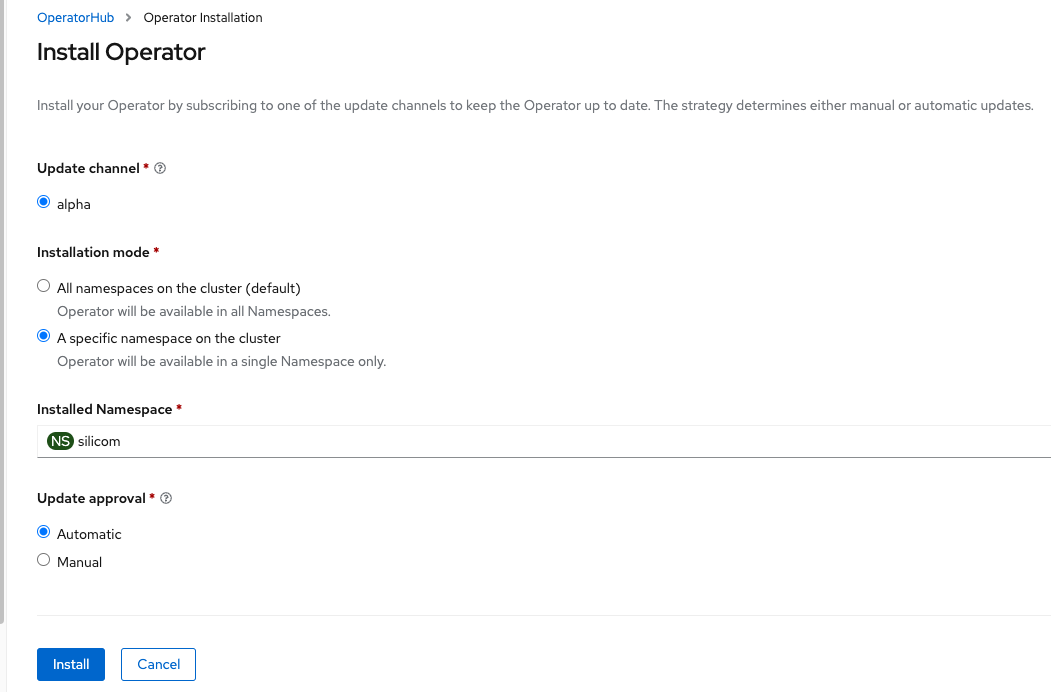 OperatorHub > Operator Installation
Install Operator
Install your Operator by subscribing to one of the update channels to keep the Operator up to date. The strategy determines either manual or automatic updates.
Update channel *
alpha
Installation mode *
All namespaces on the cluster (default)
Operator will be available in all Namespaces.
A specific namespace on the cluster
Operator will be available in a single Namespace only.
Installed Namespace *
NS silicom
Update approval *
Automatic
Manual
Install Cancel